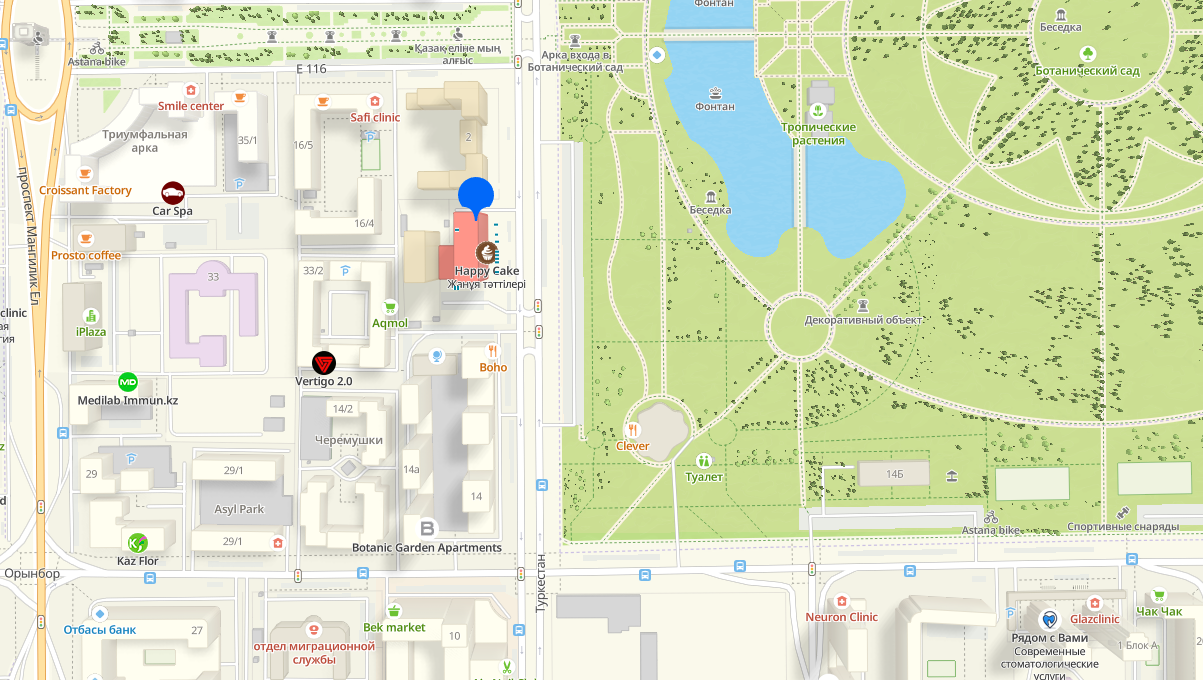 Фонтан
Беседка
Қазақ еліне мың
алғыс
Арка входа в
Ботанический сад
Astana bike
E 116
Ботанический сад
Smile center
Safi clinic
Фонтан
Триумфальная
арка
35/1
16/5
2
Тропические
растения
проспект Мангилик Ел
Croissant Factory
Car Spa
16/4
Беседка
Prosto coffee
33
33/2
Happy Cake
Жанұя тәттілері
clinic
ая
гия
iPlaza
Aqmol
Декоративный объект
Boho
Vertigo 2.0
MD
Medilab Immun.kz
14/2
Черемушки
Clever
z
29
29/1
14а
14
Туалет
14Б
d
Asyl Park
29/1
B
Botanic Garden Apartments
Astana bike
Спортивные снаряды
Kaz Flor
Орынбор
Туркестан
Отбасы банк
27
Bek market
отдел миграционной
службы
10
Neuron Clinic
Glazclinic
Чак Чак
Рядом с Вами
Современные
стоматологические
услуги
1 Блок А